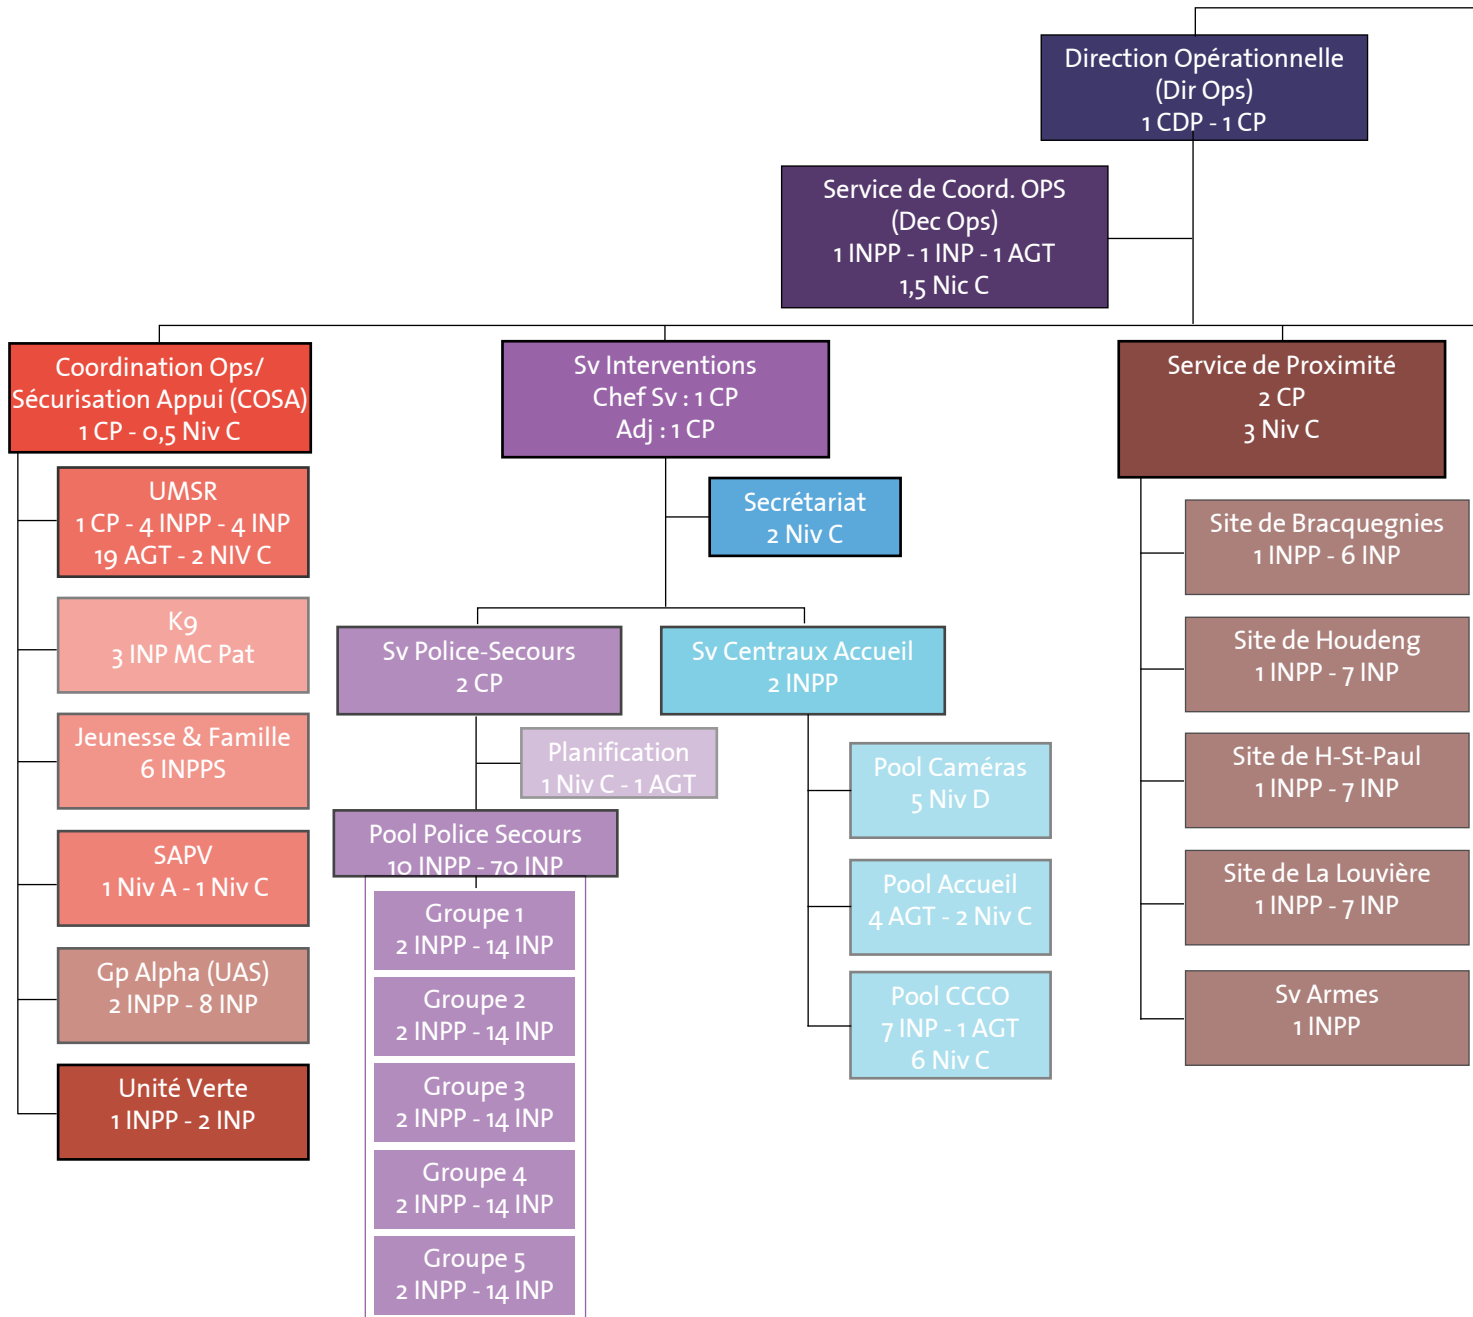 Direction Opérationnelle
(Dir Ops)
1 CDP - 1 CP
Service de Coord. OPS
(Dec Ops)
1 INPP - 1 INP - 1 AGT
1,5 Nic C
Coordination Ops/
Sécurisation Appui (COSA)
1 CP - 0,5 Niv C
UMSR
1 CP - 4 INPP - 4 INP
19 AGT - 2 NIV C
K9
3 INP MC Pat
Jeunesse & Famille
6 INPPS
SAPV
1 Niv A - 1 Niv C
Gp Alpha (UAS)
2 INPP - 8 INP
Unité Verte
1 INPP - 2 INP
Sv Interventions
Chef Sv : 1 CP
Adj : 1 CP
Secrétariat
2 Niv C
Sv Police-Secours
2 CP
Planification
1 Niv C - 1 AGT
Pool Police Secours
10 INPP - 70 INP
Groupe 1
2 INPP - 14 INP
Groupe 2
2 INPP - 14 INP
Groupe 3
2 INPP - 14 INP
Groupe 4
2 INPP - 14 INP
Groupe 5
2 INPP - 14 INP
Sv Centraux Accueil
2 INPP
Pool Caméras
5 Niv D
Pool Accueil
4 AGT - 2 Niv C
Pool CCCO
7 INP - 1 AGT
6 Niv C
Service de Proximité
2 CP
3 Niv C
Site de Bracquegnies
1 INPP - 6 INP
Site de Houdeng
1 INPP - 7 INP
Site de H-St-Paul
1 INPP - 7 INP
Site de La Louvière
1 INPP - 7 INP
Sv Armes
1 INPP